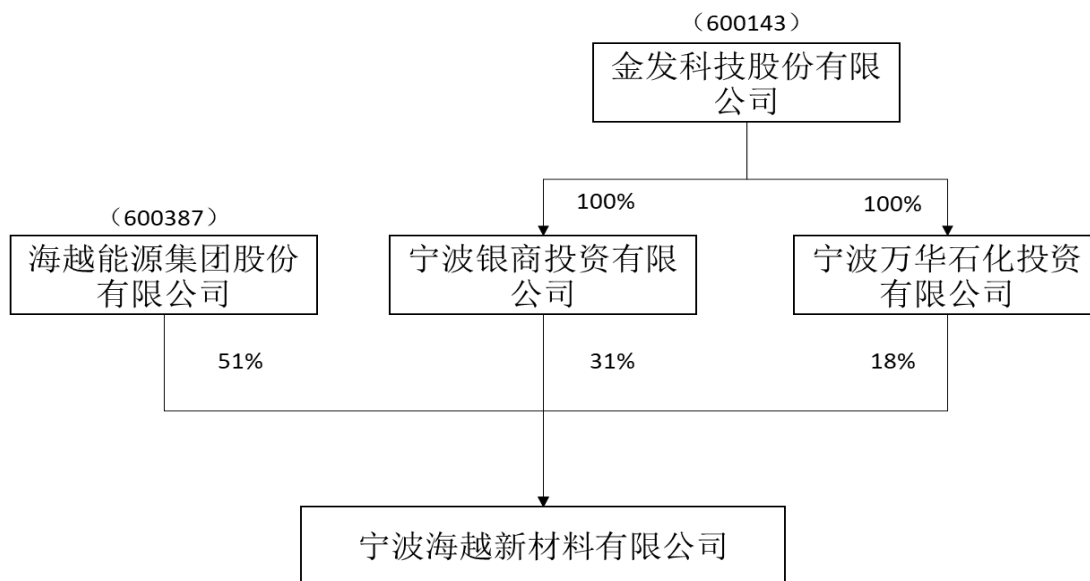 （600143）
金发科技股份有限
公司
100%
100%
（600387）
海越能源集团股份
有限公司
宁波银商投资有限
公司
宁波万华石化投资
有限公司
51%
31%
18%
宁波海越新材料有限公司